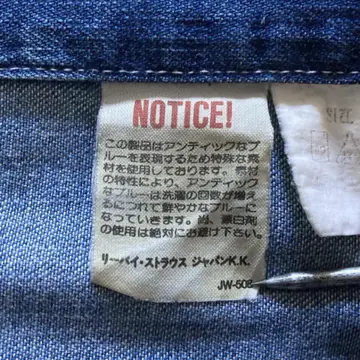 NOTICE!
この製品はアンティックなブ
ルーを表現するため特殊な素
材を使用しております。素材
の特性により、アンティック
なブルーは洗濯の回数が増え
るにつれて鮮やかなブルーに
なっていきます。尚、漂白剤
の使用は絶対にお避け下さい。
リーバイ・ストラウス ジャパンK.K.
JW-508
SIZE